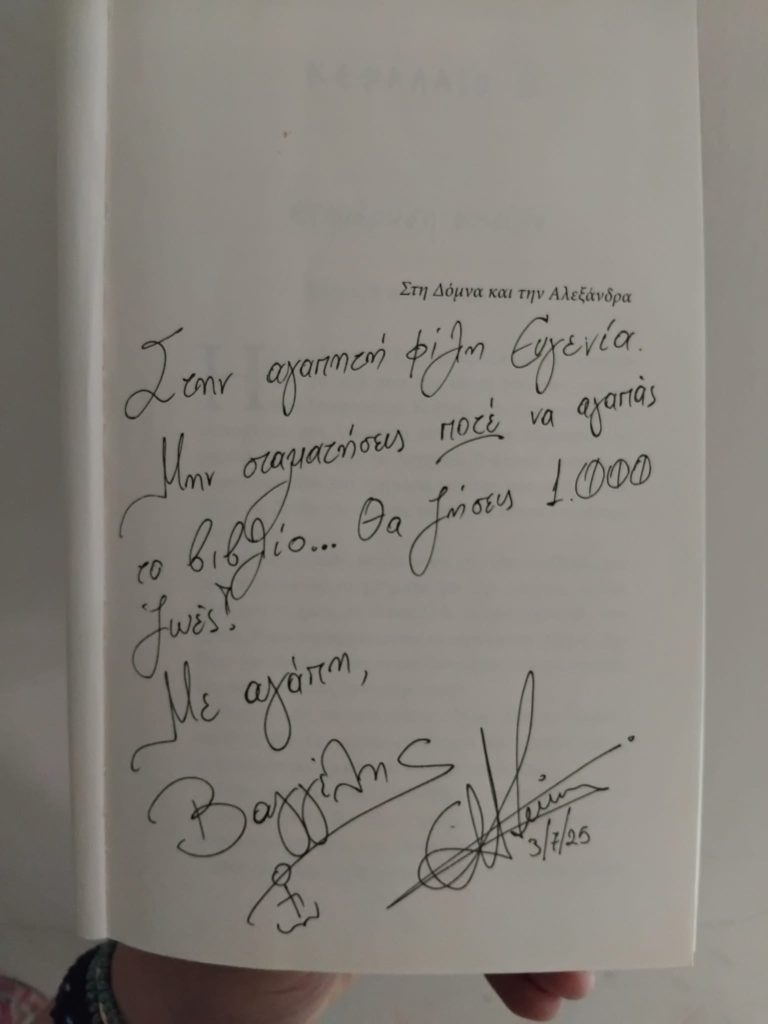 Στη Δόμνα και την Αλεξάνδρα
Στην αγαπητή φίλη Ευγενία.
Μην σταματήσεις ποτέ να αγαπάς
το βιβλίο... Θα ζήσεις 1.000
ζωές!
Με αγάπη,
Βαγγέλης
3/7/25